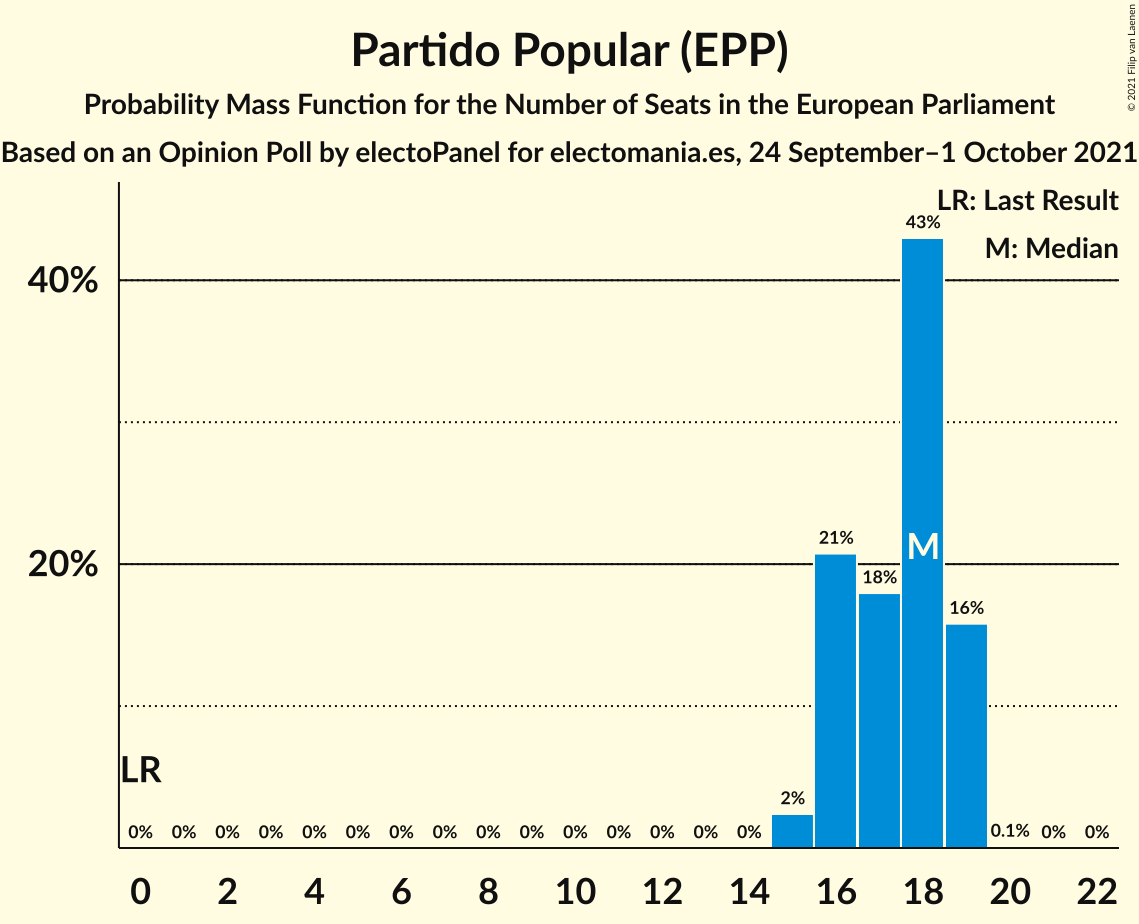 Partido Popular (EPP)
Probability Mass Function for the Number of Seats in the European Parliament
Based on an Opinion Poll by electoPanel for electomania.es, 24 September–1 October 2021
© 2021 Filip van Laenen
LR: Last Result
M: Median
40%
20%
LR
0% 0% 0% 0% 0% 0% 0% 0% 0% 0% 0% 0% 0% 0% 0% 2% 21% 18% 43% 16% 0.1% 0% 0%
M
0 2 4 6 8 10 12 14 16 18 20 22